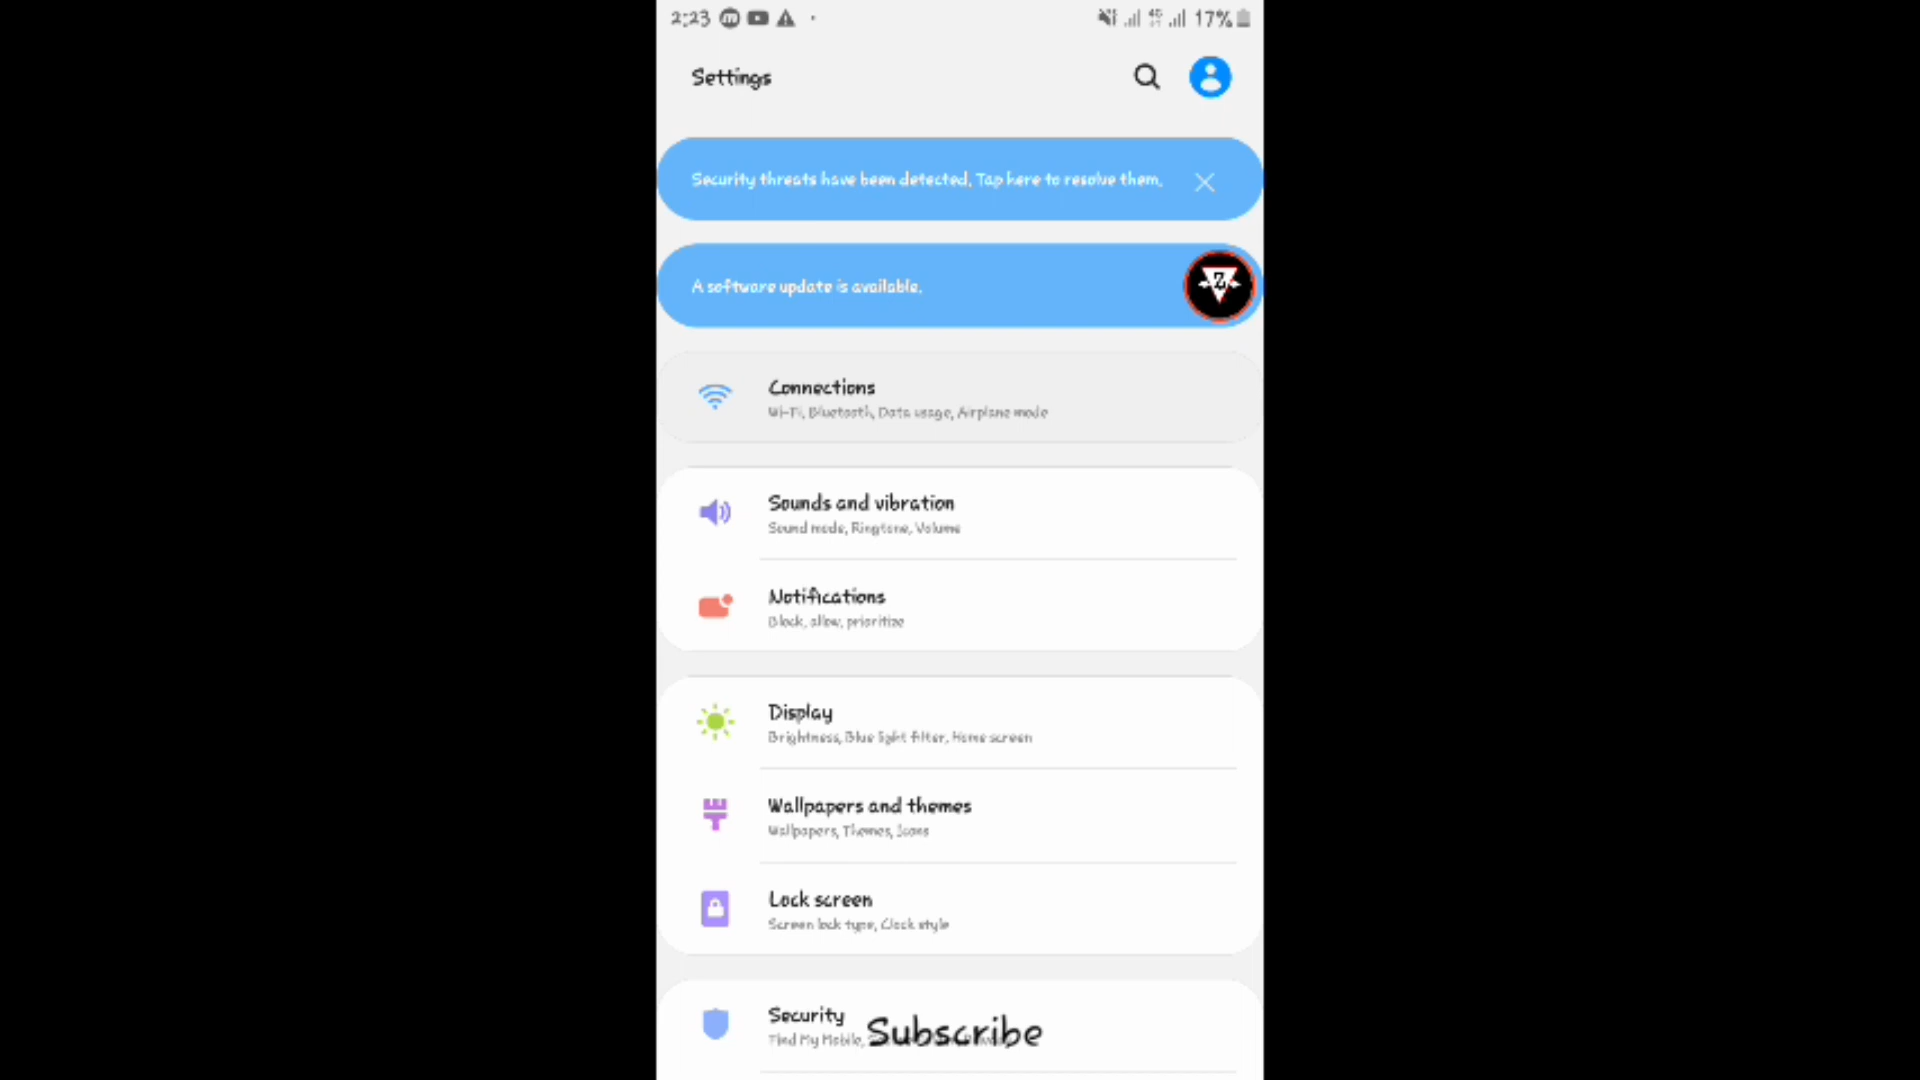 2:23
17%
Settings
Security threats have been detected. Tap here to resolve them.
A software update is available.
Connections
Wi-Fi, Bluetooth, Data usage, Airplane mode
Sounds and vibration
Sound mode, Ringtone, Volume
Notifications
Block, allow, prioritize
Display
Brightness, Blue light filter, Home screen
Wallpapers and themes
Wallpapers, Themes, Icons
Lock screen
Screen lock type, Clock style
Security
Find My Mobile,
Subscribe